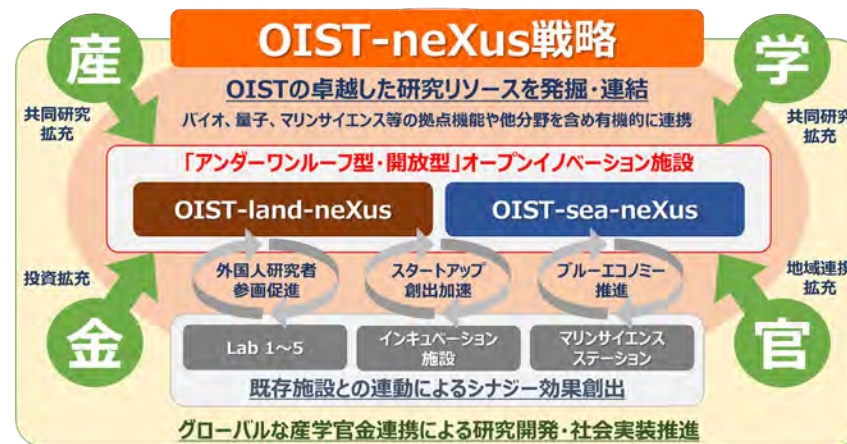 OIST-neXus戦略
産
学
OISTの卓越した研究リソースを発掘・連結
バイオ、量子、マリンサイエンス等の拠点機能や他分野を含め有機的に連携
共同研究
拡充
共同研究
拡充
「アンダーワンルーフ型・開放型」オープンイノベーション施設
OIST-land-neXus
OIST-sea-neXus
外国人研究者
参画促進
スタートアップ
創出加速
ブルーエコノミー
推進
投資拡充
地域連携
拡充
金
官
Lab 1～5
インキュベーション
施設
マリンサイエンス
ステーション
既存施設との連動によるシナジー効果創出
グローバルな産学官金連携による研究開発・社会実装推進